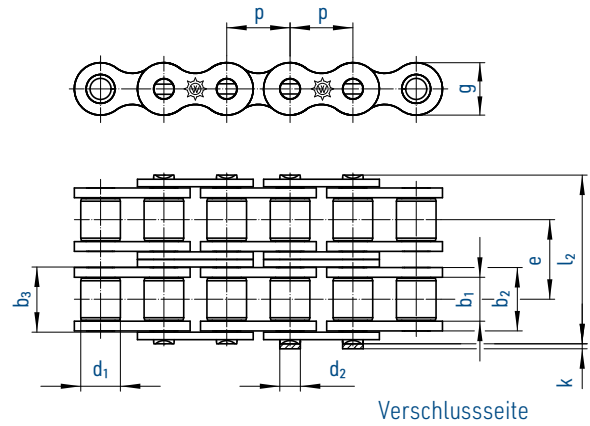 p p
g
W W
b₃
b₁
b₂
e
l₂
d₁
d₂
k
Verschlussseite